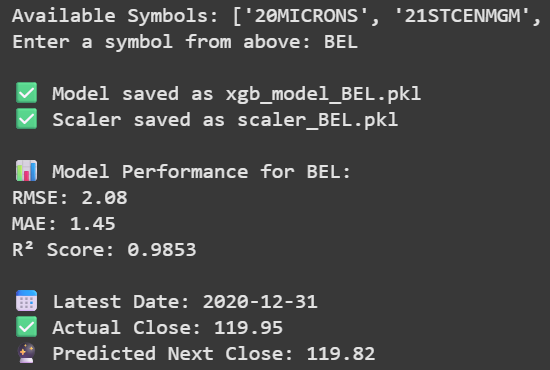 Available Symbols: ['20MICRONS', '21STCENMGM',
Enter a symbol from above: BEL
✅ Model saved as xgb_model_BEL.pkl
✅ Scaler saved as scaler_BEL.pkl
📊 Model Performance for BEL:
RMSE: 2.08
MAE: 1.45
R² Score: 0.9853
📅 Latest Date: 2020-12-31
✅ Actual Close: 119.95
🔮 Predicted Next Close: 119.82